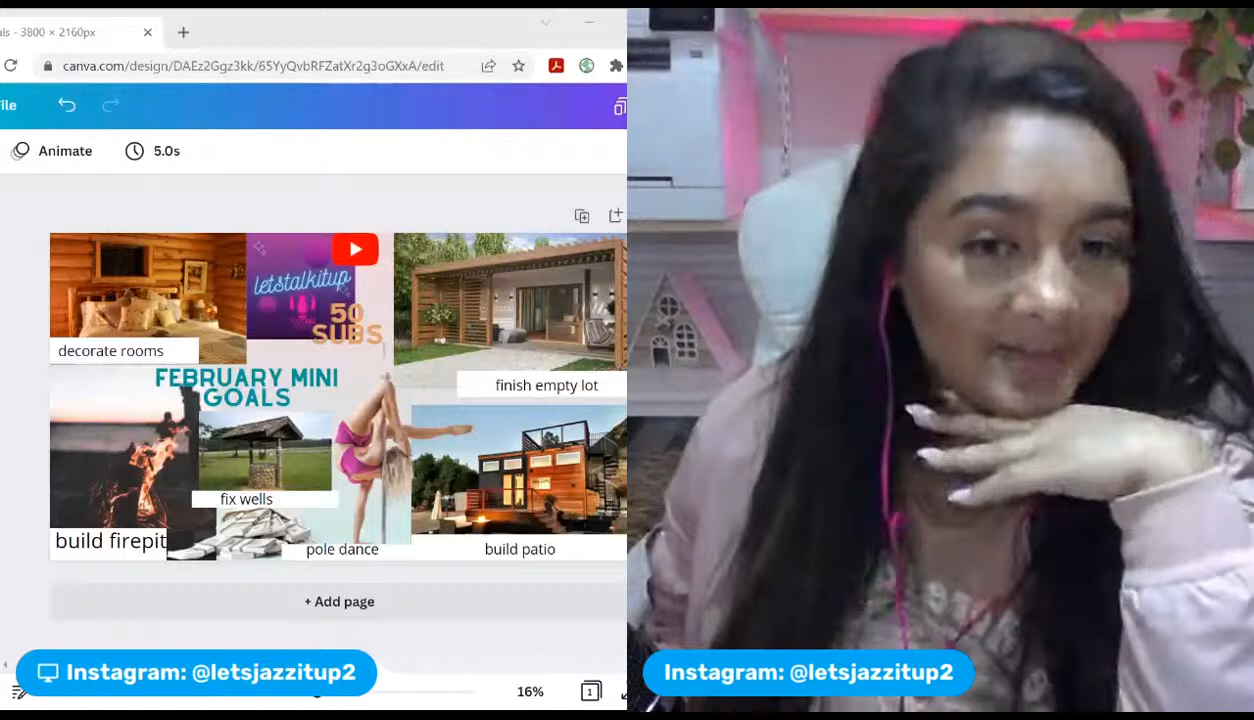 als - 3800 × 2160px
canva.com/design/DAEz2Ggz3kk/65YyQvbRFZatXr2g3oGXxA/edit
ile
Animate
5.0s
letstalkitup
50
SUBS
decorate rooms
finish empty lot
FEBRUARY MINI
GOALS
fix wells
build firepit
pole dance
build patio
+ Add page
Instagram: @letsjazzitup2
16%
1
Instagram: @letsjazzitup2